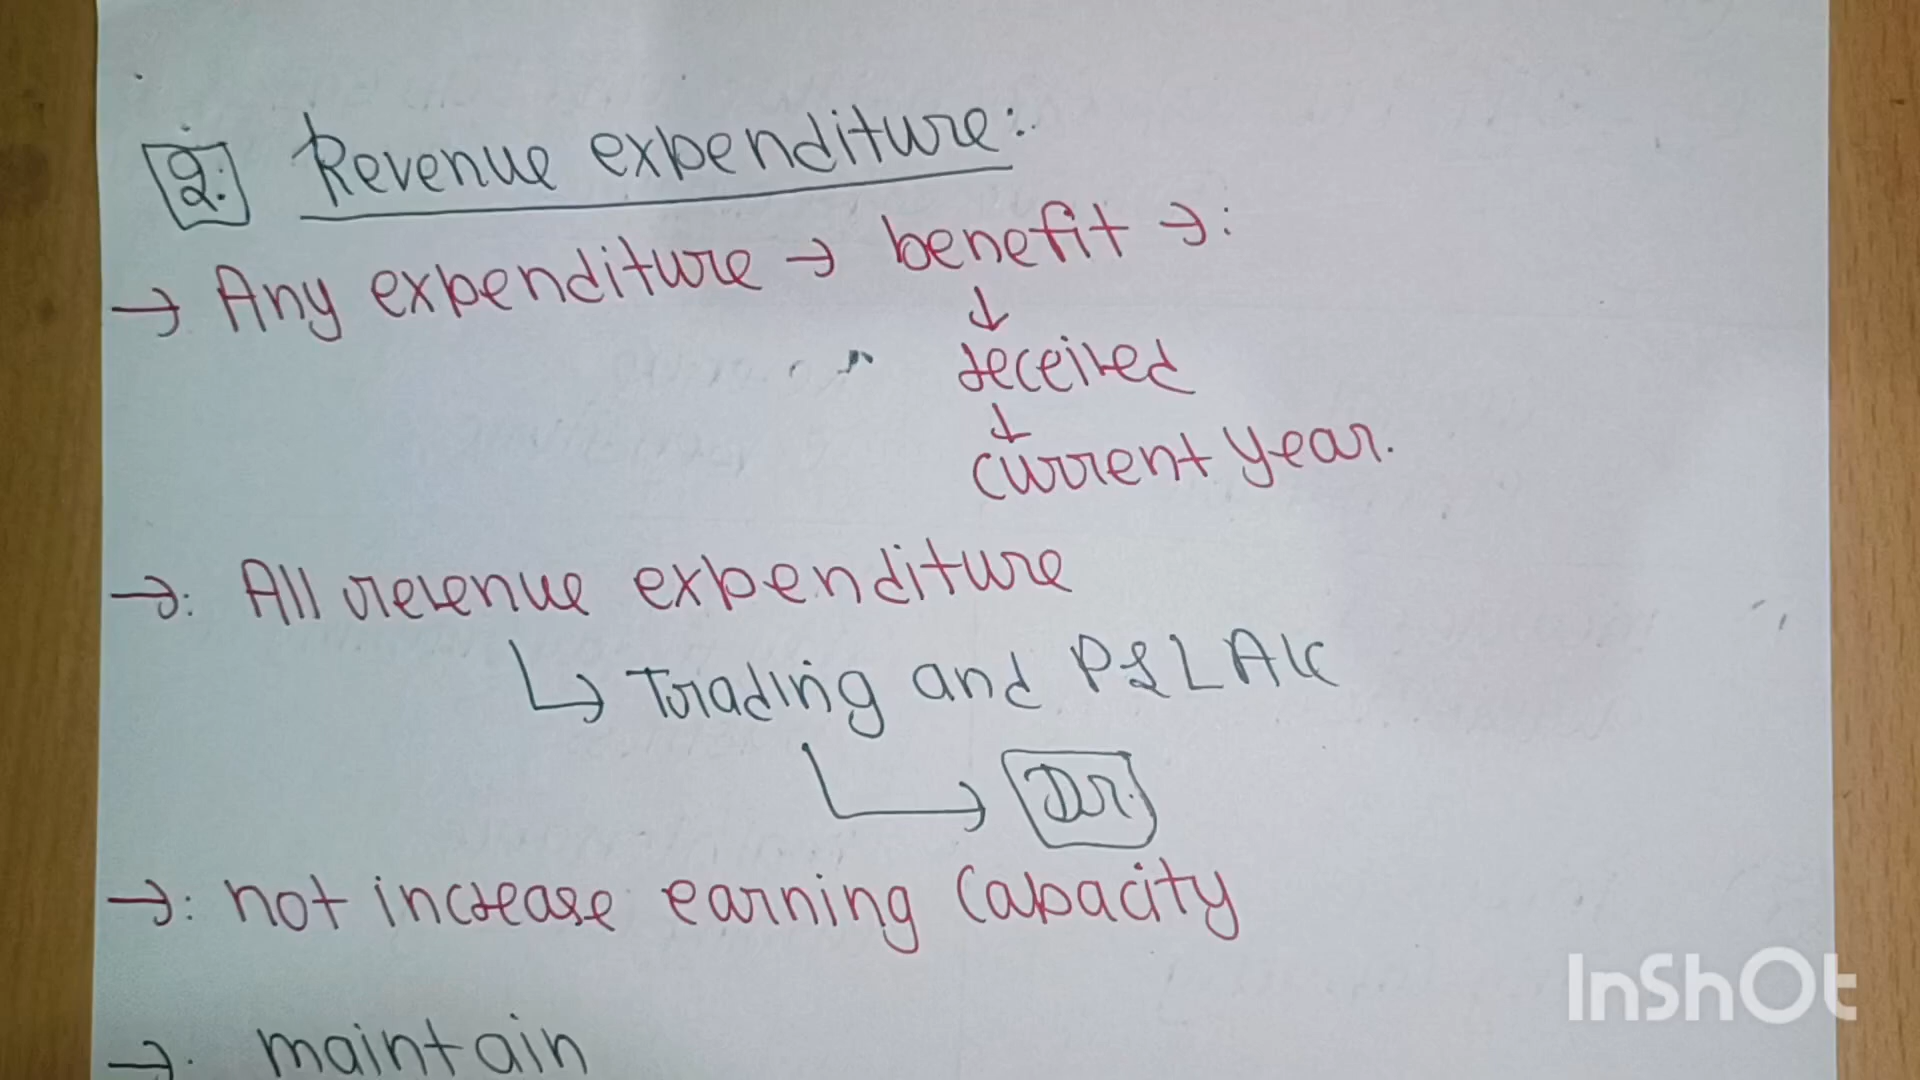 2. Revenue expenditure:
→ Any expenditure → benefit →:
↓
received
↓
current year.
→: All revenue expenditure
↳ Trading and P&L A/c
↳ Dr.
→: not increase earning capacity
→: maintain
InShOt